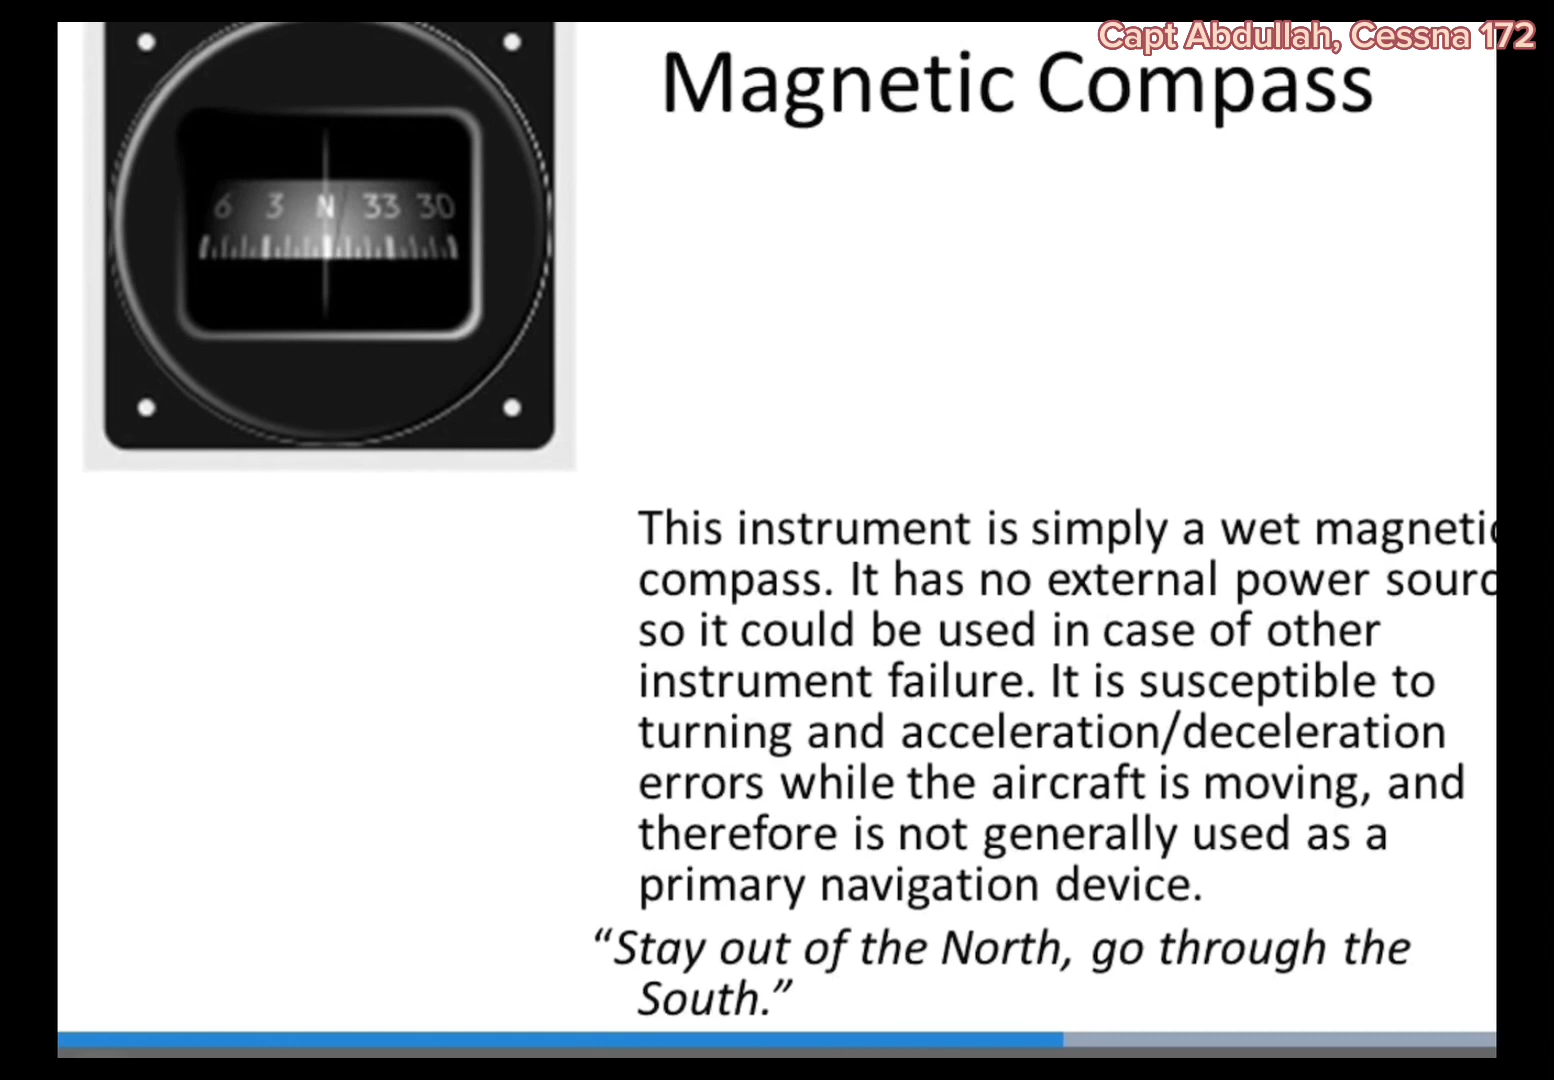 Capt Abdullah, Cessna 172
Magnetic Compass
6 3 N 33 30
This instrument is simply a wet magnetic
compass. It has no external power sourc
so it could be used in case of other
instrument failure. It is susceptible to
turning and acceleration/deceleration
errors while the aircraft is moving, and
therefore is not generally used as a
primary navigation device.
“Stay out of the North, go through the
South.”